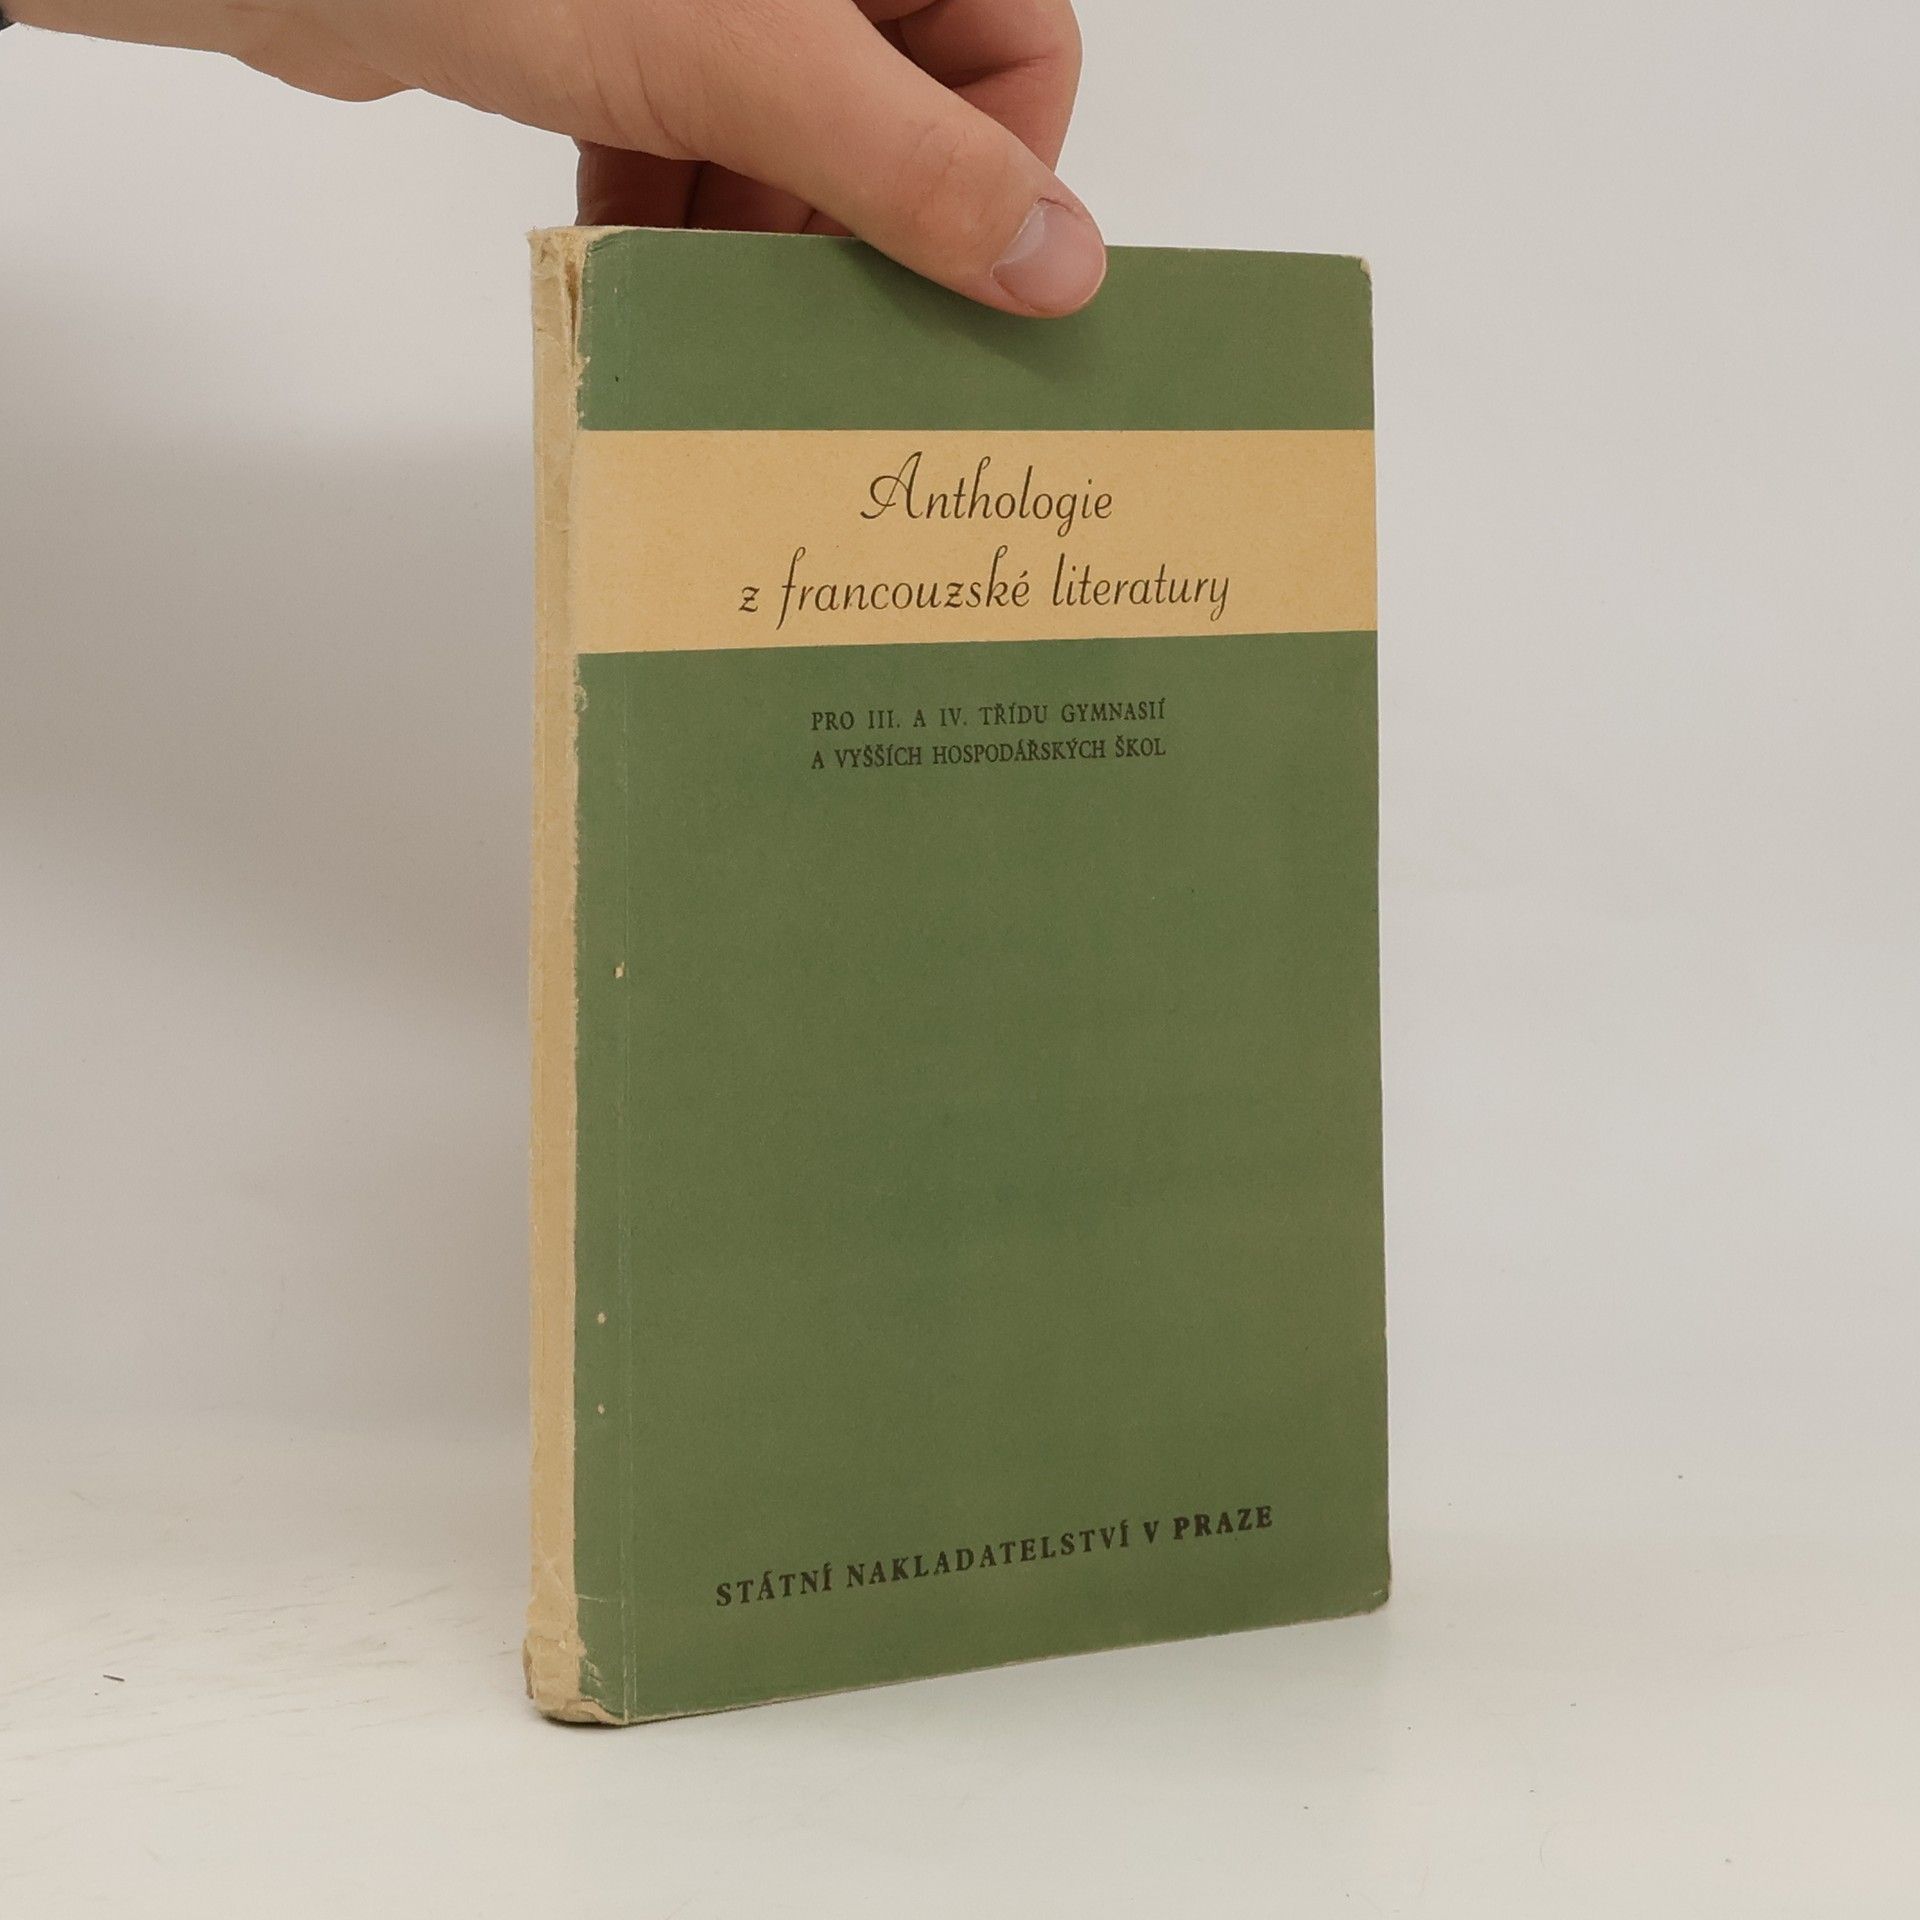 Anthologie
z francouzské literatury
PRO III. A IV. TŘÍDU GYMNASIÍ
A VYŠŠÍCH HOSPODÁŘSKÝCH ŠKOL
STÁTNÍ NAKLADATELSTVÍ V PRAZE